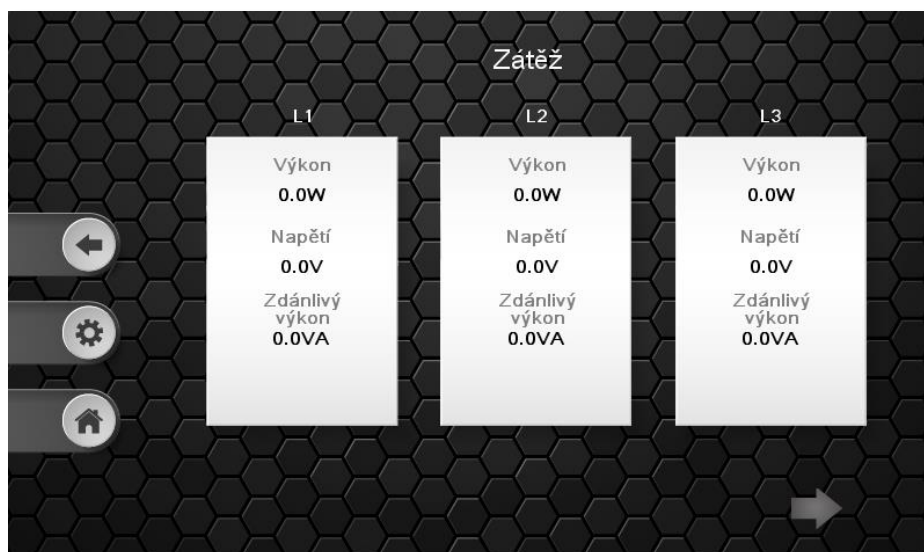 Zátěž
L1
Výkon
0.0W
Napětí
0.0V
Zdánlivý
výkon
0.0VA
L2
Výkon
0.0W
Napětí
0.0V
Zdánlivý
výkon
0.0VA
L3
Výkon
0.0W
Napětí
0.0V
Zdánlivý
výkon
0.0VA